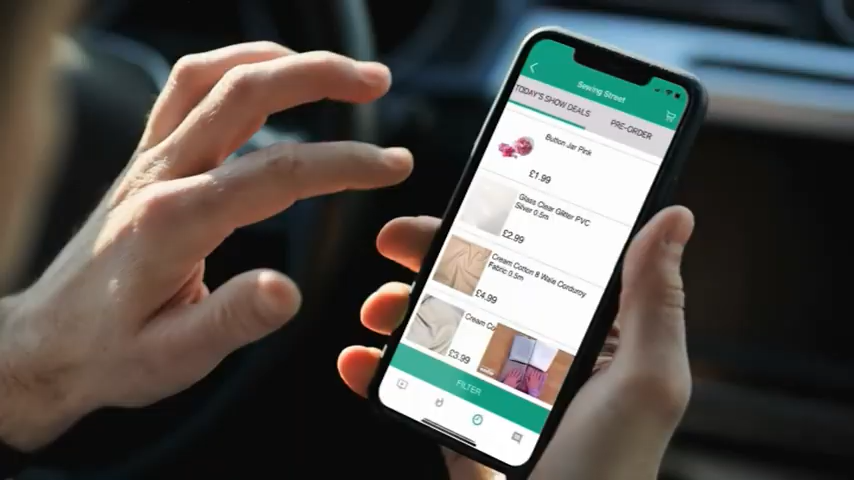 Sewing Street
TODAY'S SHOW DEALS
PRE-ORDER
Button Jar Pink
£1.99
Glass Clear Glitter PVC
Silver 0.5m
£2.99
Cream Cotton 8 Wale Corduroy
Fabric 0.5m
£4.99
Cream Co
£3.99
FILTER